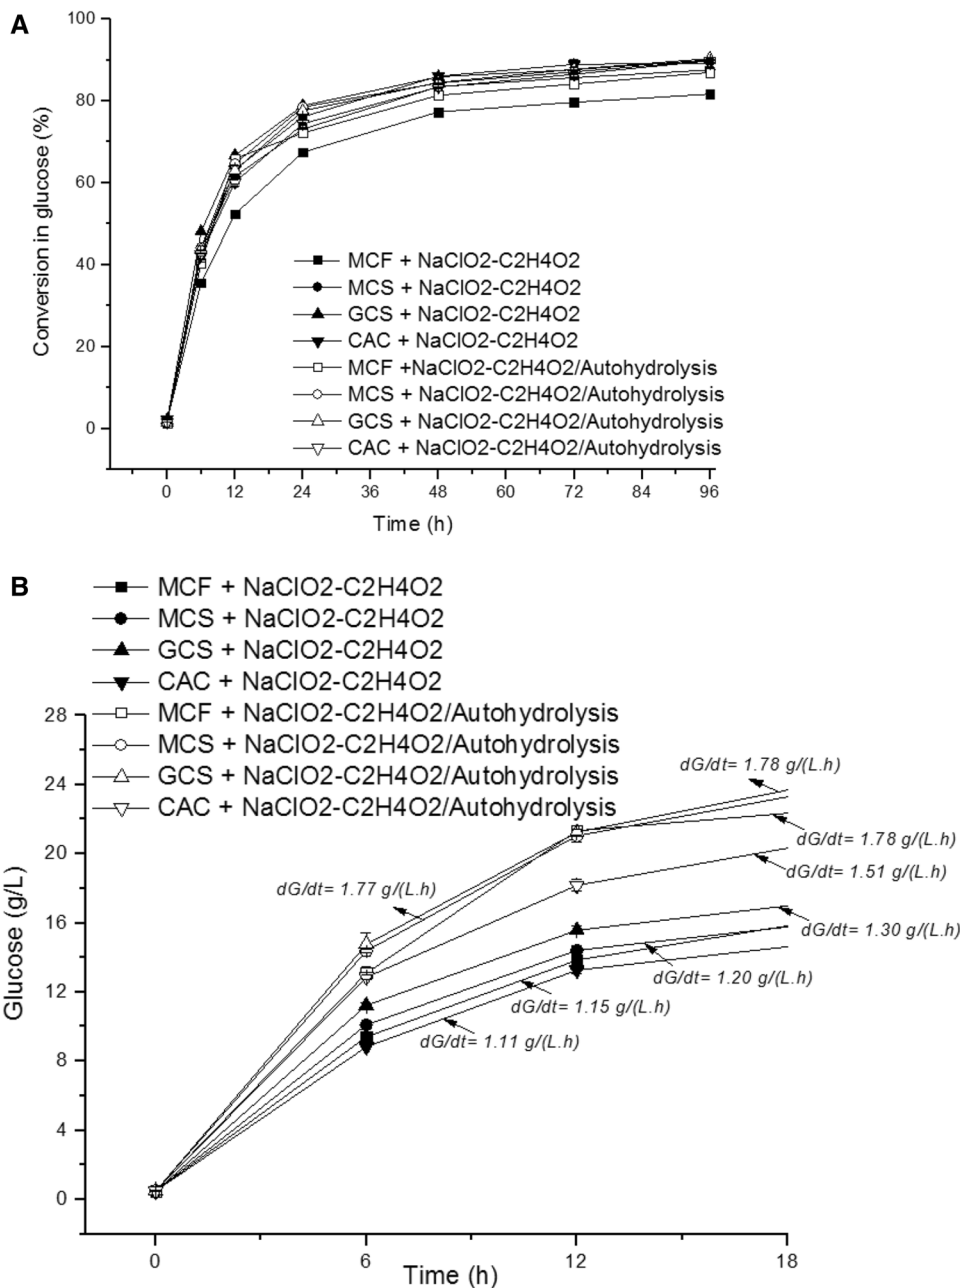 A
100
80
60
40
20
0
Conversion in glucose (%)
MCF + NaClO2-C2H4O2
MCS + NaClO2-C2H4O2
GCS + NaClO2-C2H4O2
CAC + NaClO2-C2H4O2
MCF +NaClO2-C2H4O2/Autohydrolysis
MCS + NaClO2-C2H4O2/Autohydrolysis
GCS + NaClO2-C2H4O2/Autohydrolysis
CAC + NaClO2-C2H4O2/Autohydrolysis
0 12 24 36 48 60 72 84 96
Time (h)
B
MCF + NaClO2-C2H4O2
MCS + NaClO2-C2H4O2
GCS + NaClO2-C2H4O2
CAC + NaClO2-C2H4O2
MCF + NaClO2-C2H4O2/Autohydrolysis
MCS + NaClO2-C2H4O2/Autohydrolysis
GCS + NaClO2-C2H4O2/Autohydrolysis
CAC + NaClO2-C2H4O2/Autohydrolysis
28
24
20
16
12
8
4
0
Glucose (g/L)
dG/dt= 1.78 g/(L.h)
dG/dt= 1.78 g/(L.h)
dG/dt= 1.51 g/(L.h)
dG/dt= 1.77 g/(L.h)
dG/dt= 1.30 g/(L.h)
dG/dt= 1.20 g/(L.h)
dG/dt= 1.15 g/(L.h)
dG/dt= 1.11 g/(L.h)
0 6 12 18
Time (h)